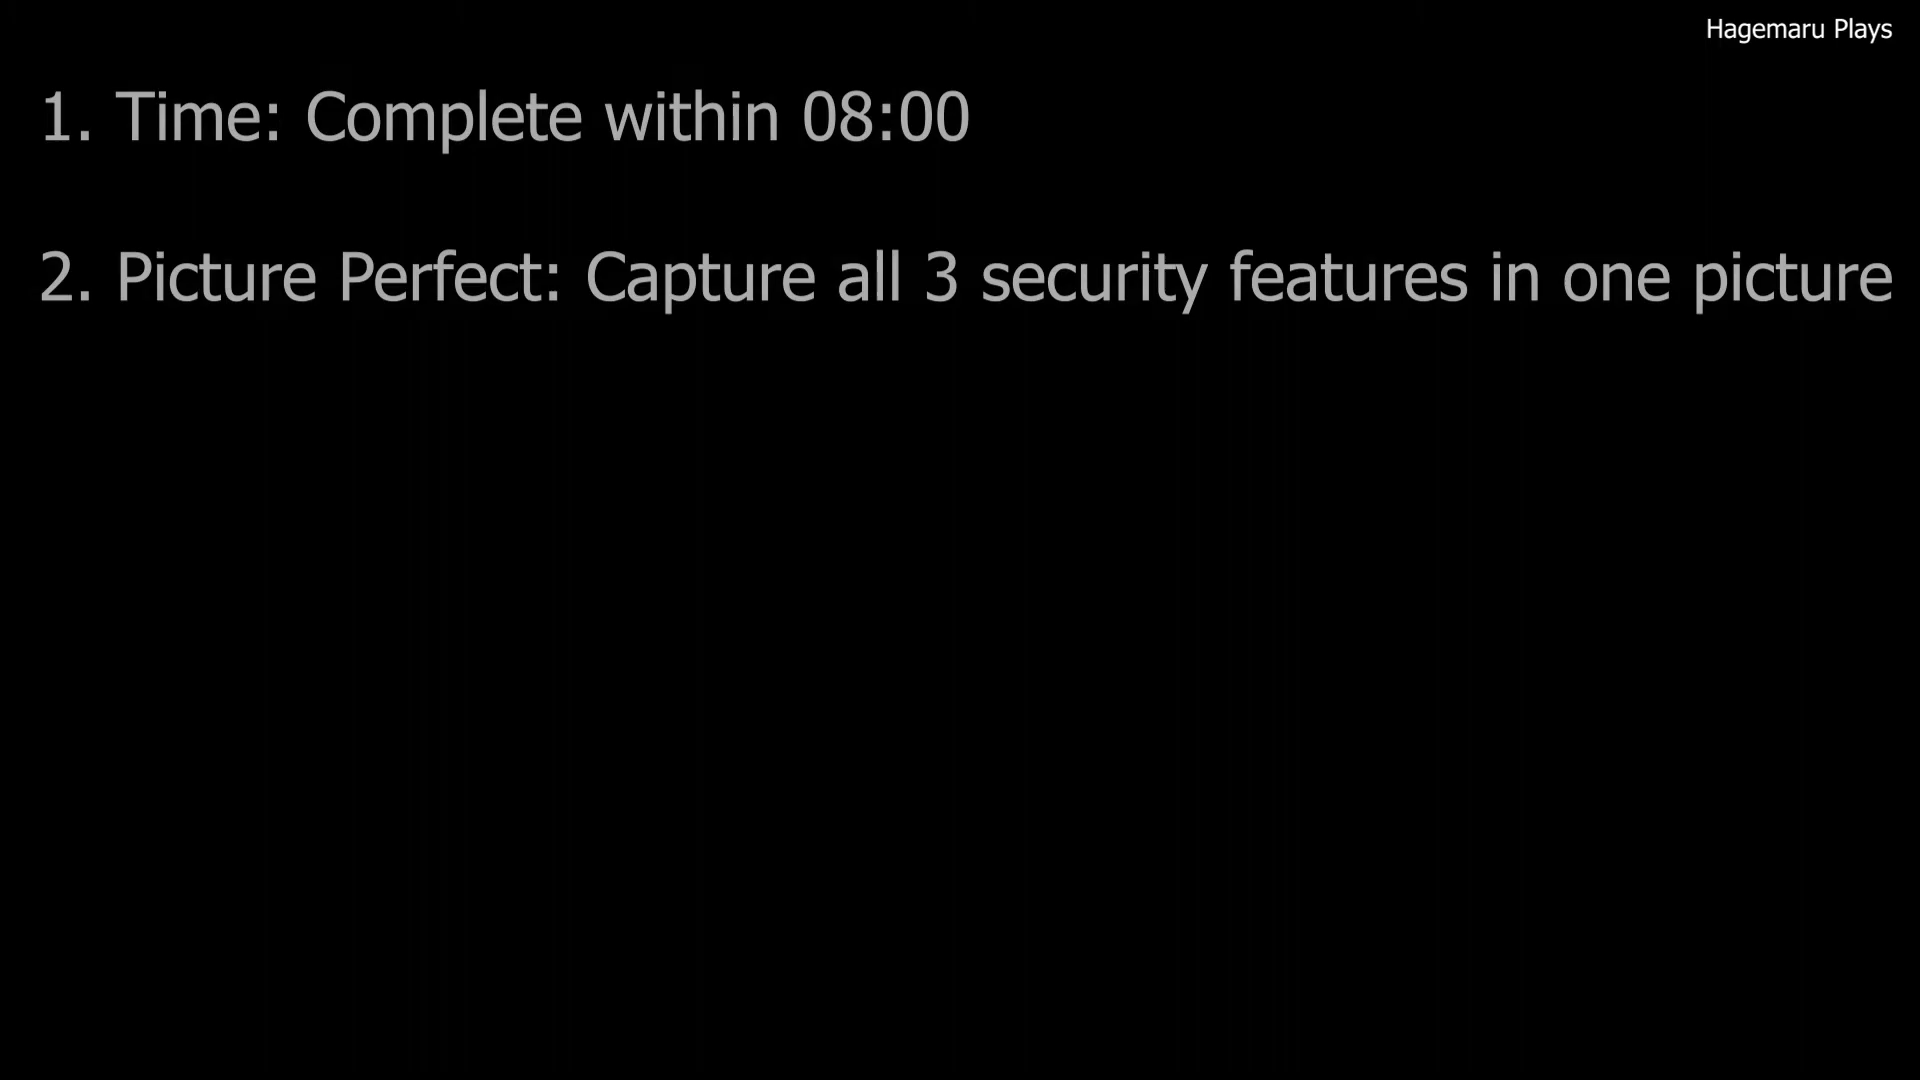 Hagemaru Plays
1. Time: Complete within 08:00
2. Picture Perfect: Capture all 3 security features in one picture